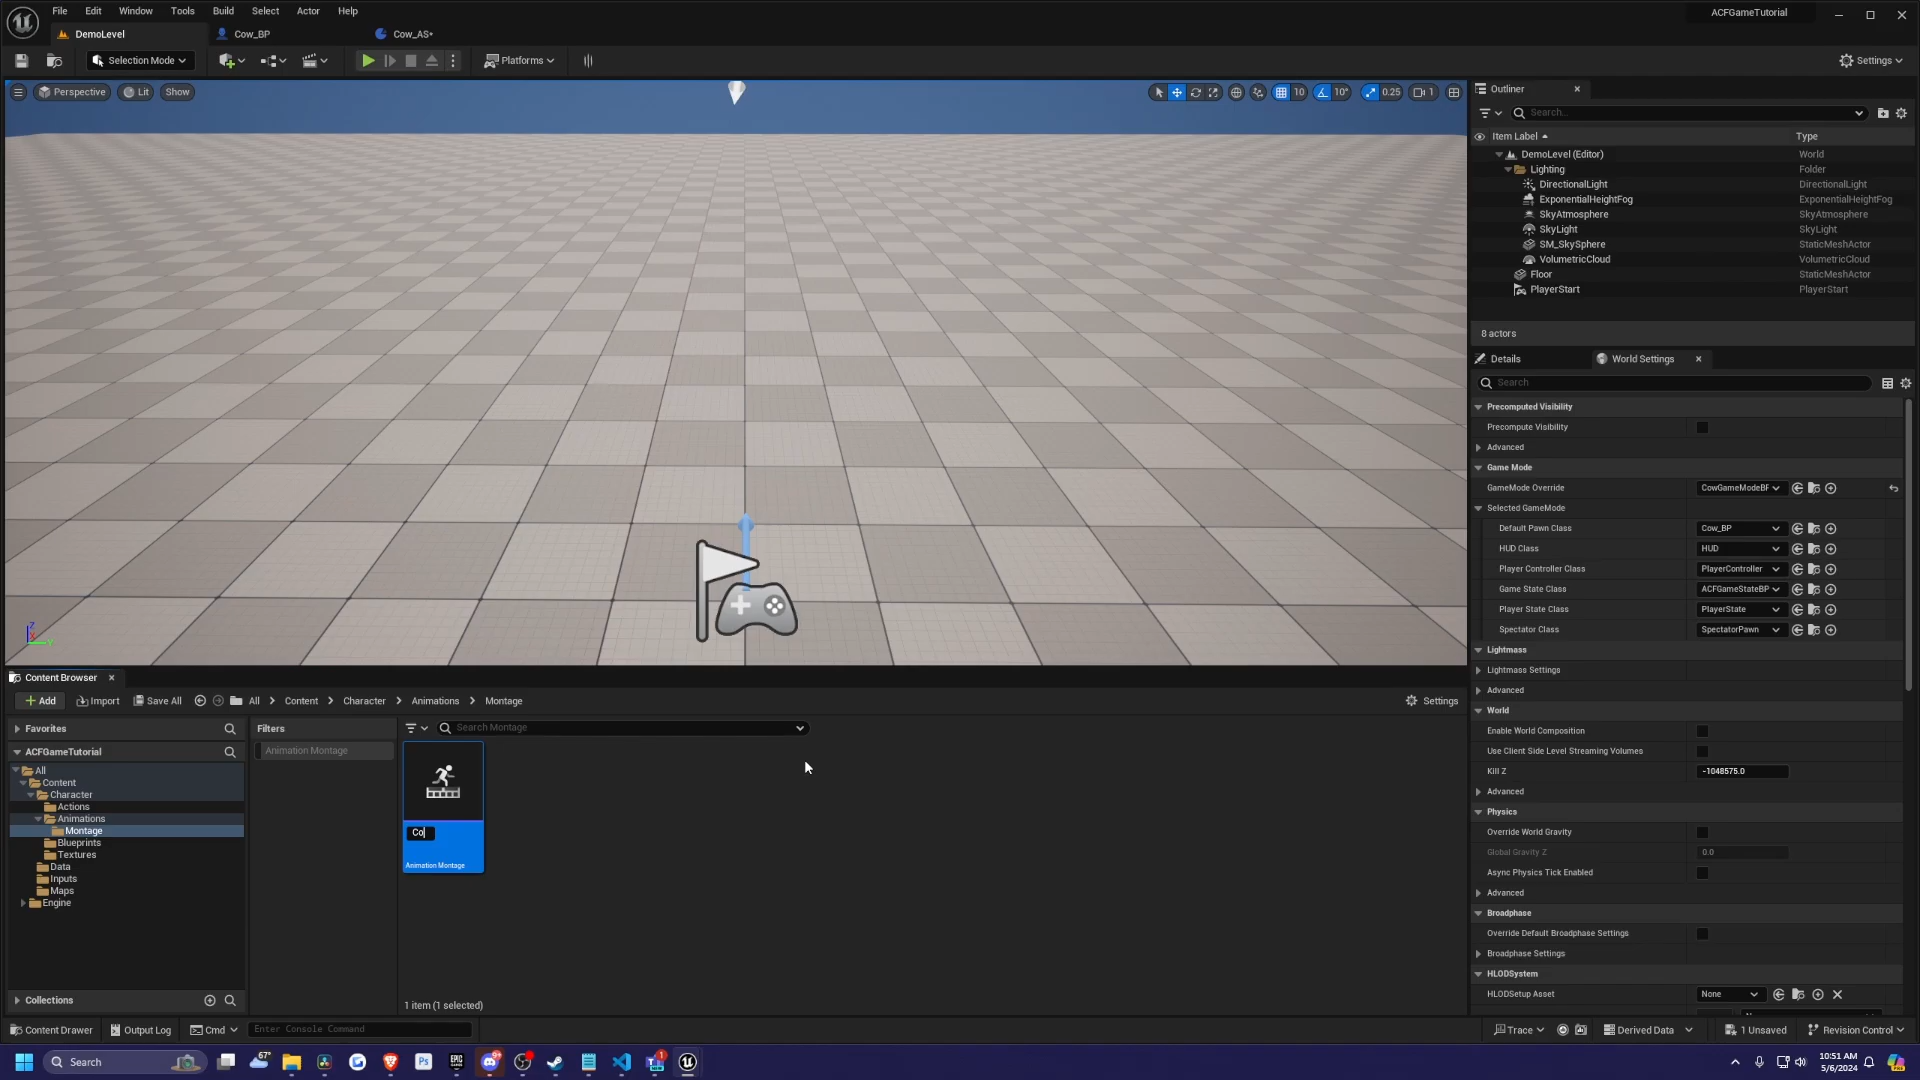 File Edit Window Tools Build Select Actor Help
ACFGameTutorial
DemoLevel Cow_BP Cow_AS*
Selection Mode Platforms Settings
Perspective Lit Show 10 10° 0.25 1
Outliner
Search...
Item Label Type
DemoLevel (Editor) World
Lighting Folder
DirectionalLight DirectionalLight
ExponentialHeightFog ExponentialHeightFog
SkyAtmosphere SkyAtmosphere
SkyLight SkyLight
SM_SkySphere StaticMeshActor
VolumetricCloud VolumetricCloud
Floor StaticMeshActor
PlayerStart PlayerStart
8 actors
Details World Settings
Search
Precomputed Visibility
Precompute Visibility
Advanced
Game Mode
GameMode Override CowGameModeBF
Selected GameMode
Default Pawn Class Cow_BP
HUD Class HUD
Player Controller Class PlayerController
Game State Class ACFGameStateBP
Player State Class PlayerState
Spectator Class SpectatorPawn
Lightmass
Lightmass Settings
Advanced
World
Enable World Composition
Use Client Side Level Streaming Volumes
Kill Z -1048575.0
Advanced
Physics
Override World Gravity
Global Gravity Z 0.0
Async Physics Tick Enabled
Advanced
Broadphase
Override Default Broadphase Settings
Broadphase Settings
HLODSystem
HLODSetup Asset None
Z
Content Browser
Add Import Save All All Content Character Animations Montage Settings
Favorites
ACFGameTutorial
All
Content
Character
Actions
Animations
Montage
Blueprints
Textures
Data
Inputs
Maps
Engine
Collections
Filters
Animation Montage
Search Montage
Co
Animation Montage
1 item (1 selected)
Content Drawer Output Log Cmd Enter Console Command Trace Derived Data 1 Unsaved Revision Control
Search 67° 10:51 AM
5/6/2024